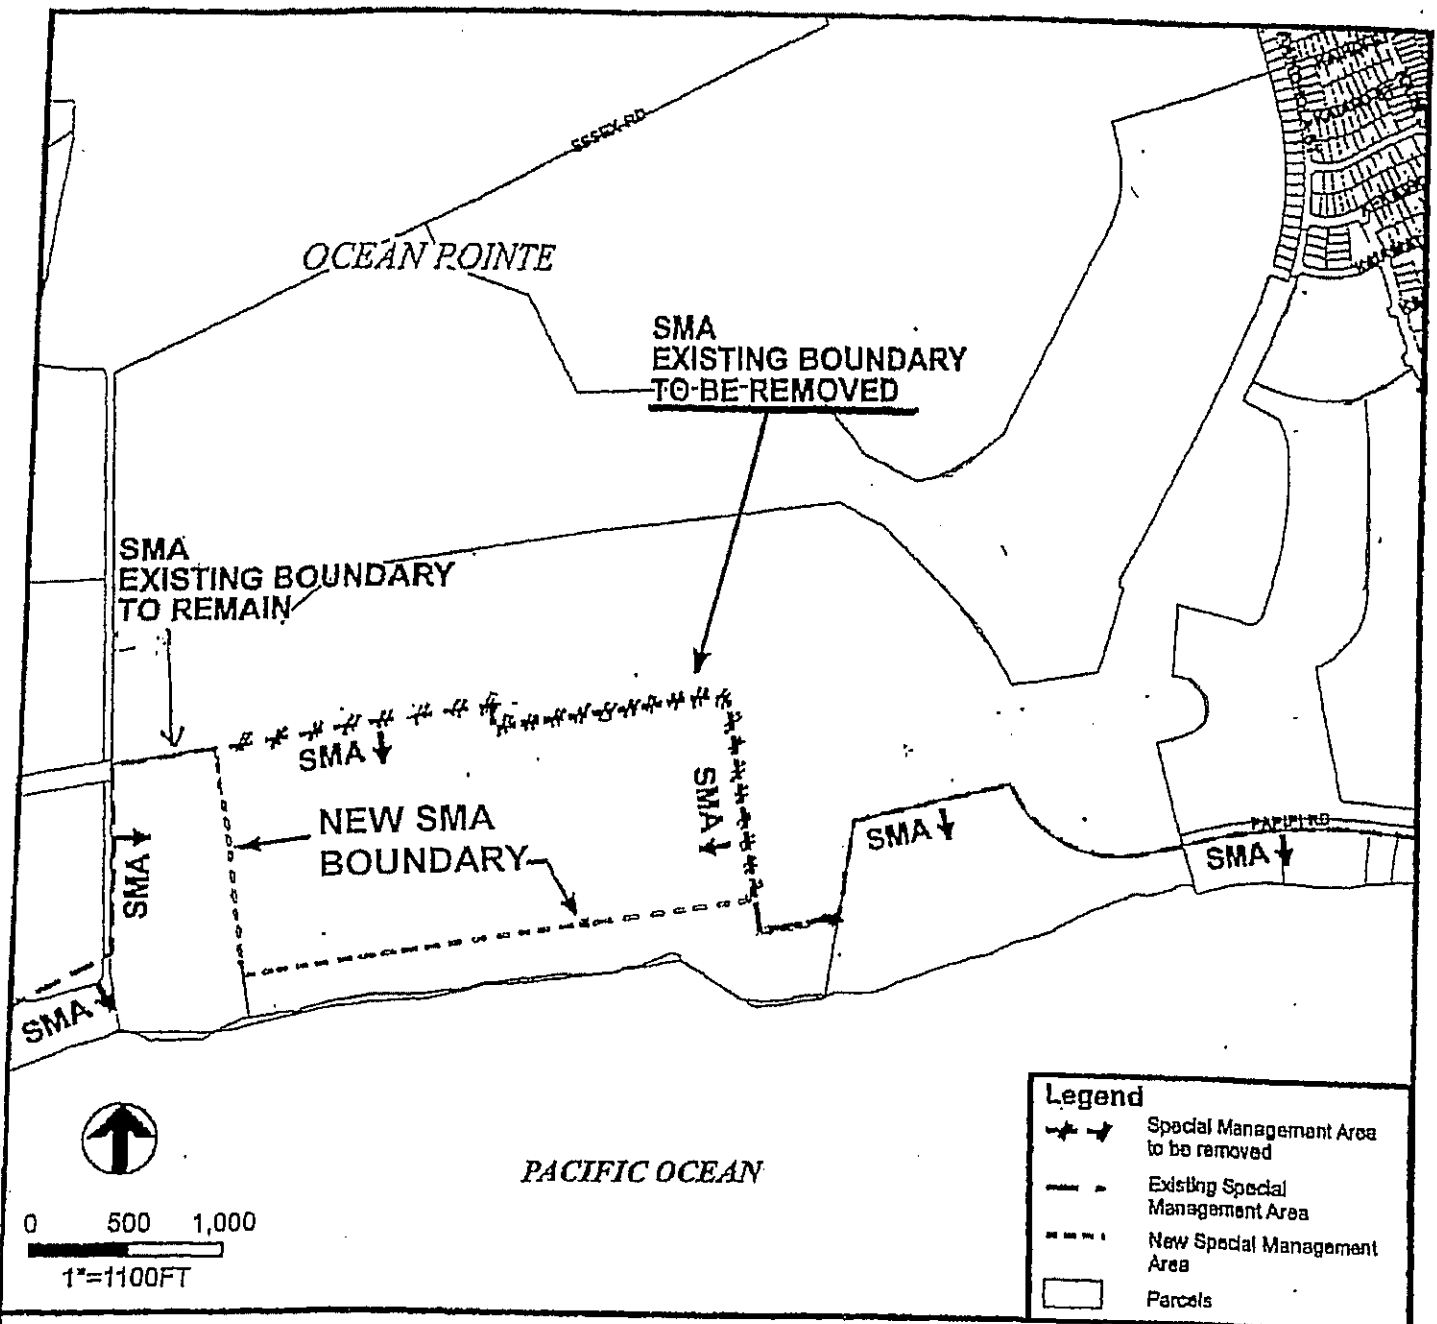 ESSEX RD
OCEAN POINTE
SMA
EXISTING BOUNDARY
TO BE REMOVED
SMA
EXISTING BOUNDARY
TO REMAIN
SMA
SMA
NEW SMA
BOUNDARY
SMA
SMA
PAPIPI RD
SMA
SMA
PACIFIC OCEAN
0 500 1,000
1"=1100FT
Legend
Special Management Area
to be removed
Existing Special
Management Area
New Special Management
Area
Parcels